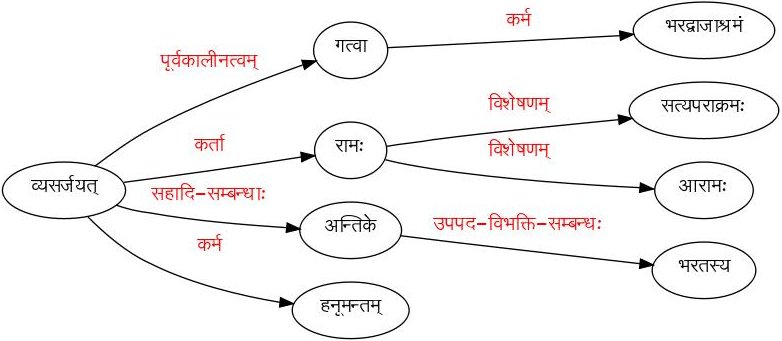 कर्म
भरद्वाजाश्रमं
गत्वा
पूर्वकालीनत्वम्
विशेषणम्
सत्यपराक्रमः
कर्ता
रामः
विशेषणम्
आरामः
व्यसर्जयत्
सहादि-सम्बन्धाः
अन्तिके
उपपद-विभक्ति-सम्बन्धः
भरतस्य
कर्म
हनूमन्तम्